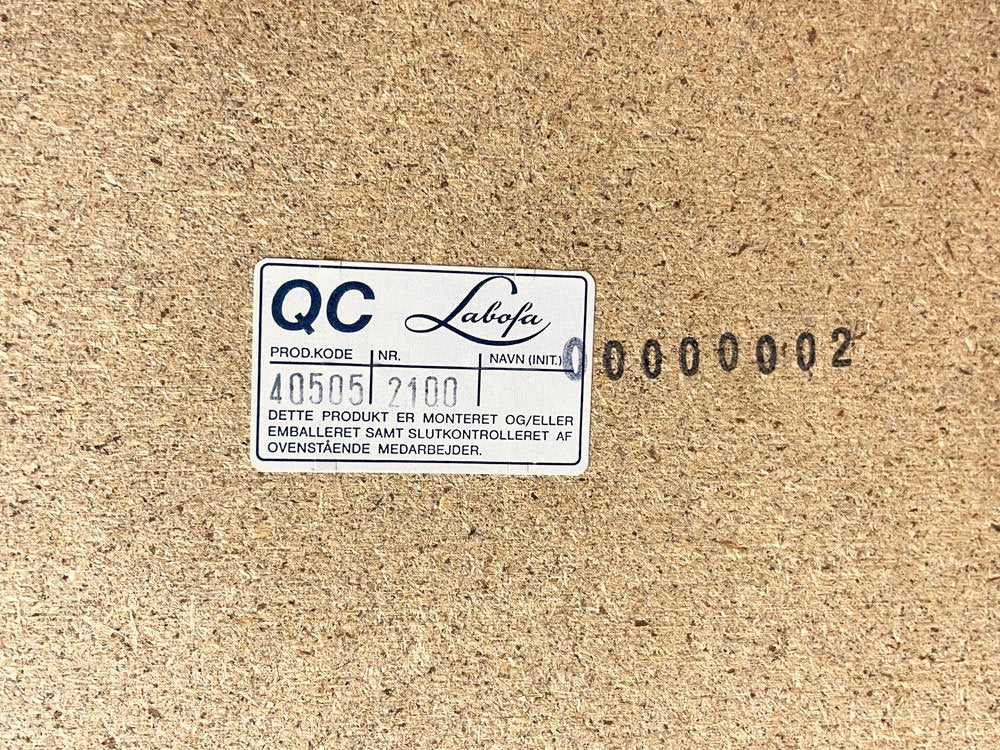 QC Labofa
PROD.KODE NR. NAVN (INIT.)
00000002
40505 2100
DETTE PRODUKT ER MONTERET OG/ELLER
EMBALLERET SAMT SLUTKONTROLLERET AF
OVENSTÅENDE MEDARBEJDER.